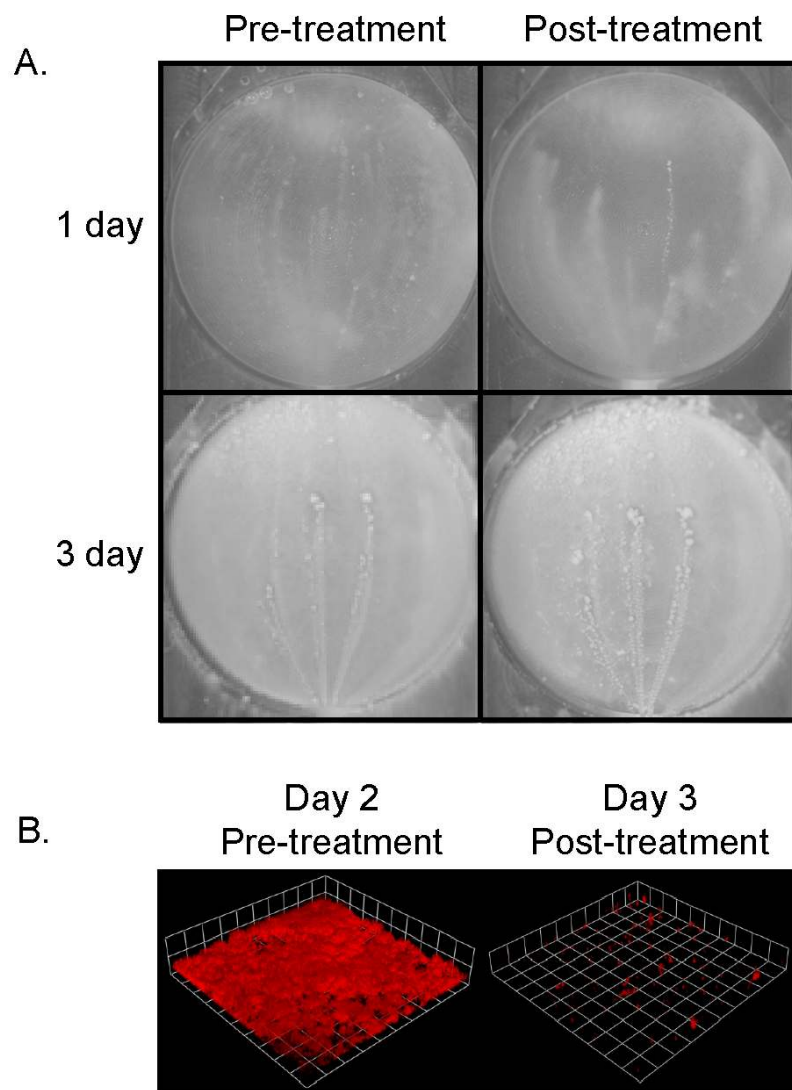 Pre-treatment Post-treatment
A.
1 day
3 day
Day 2 Day 3
B.
Pre-treatment Post-treatment